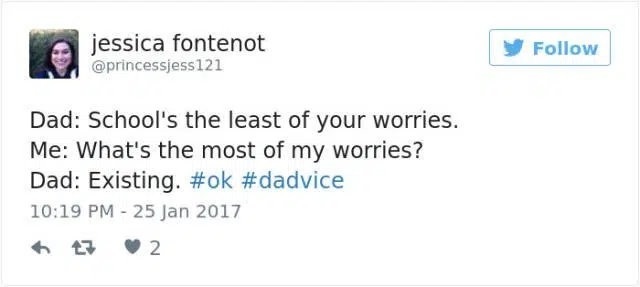 jessica fontenot
@princessjess121
Follow
Dad: School's the least of your worries.
Me: What's the most of my worries?
Dad: Existing. #ok #dadvice
10:19 PM - 25 Jan 2017
2